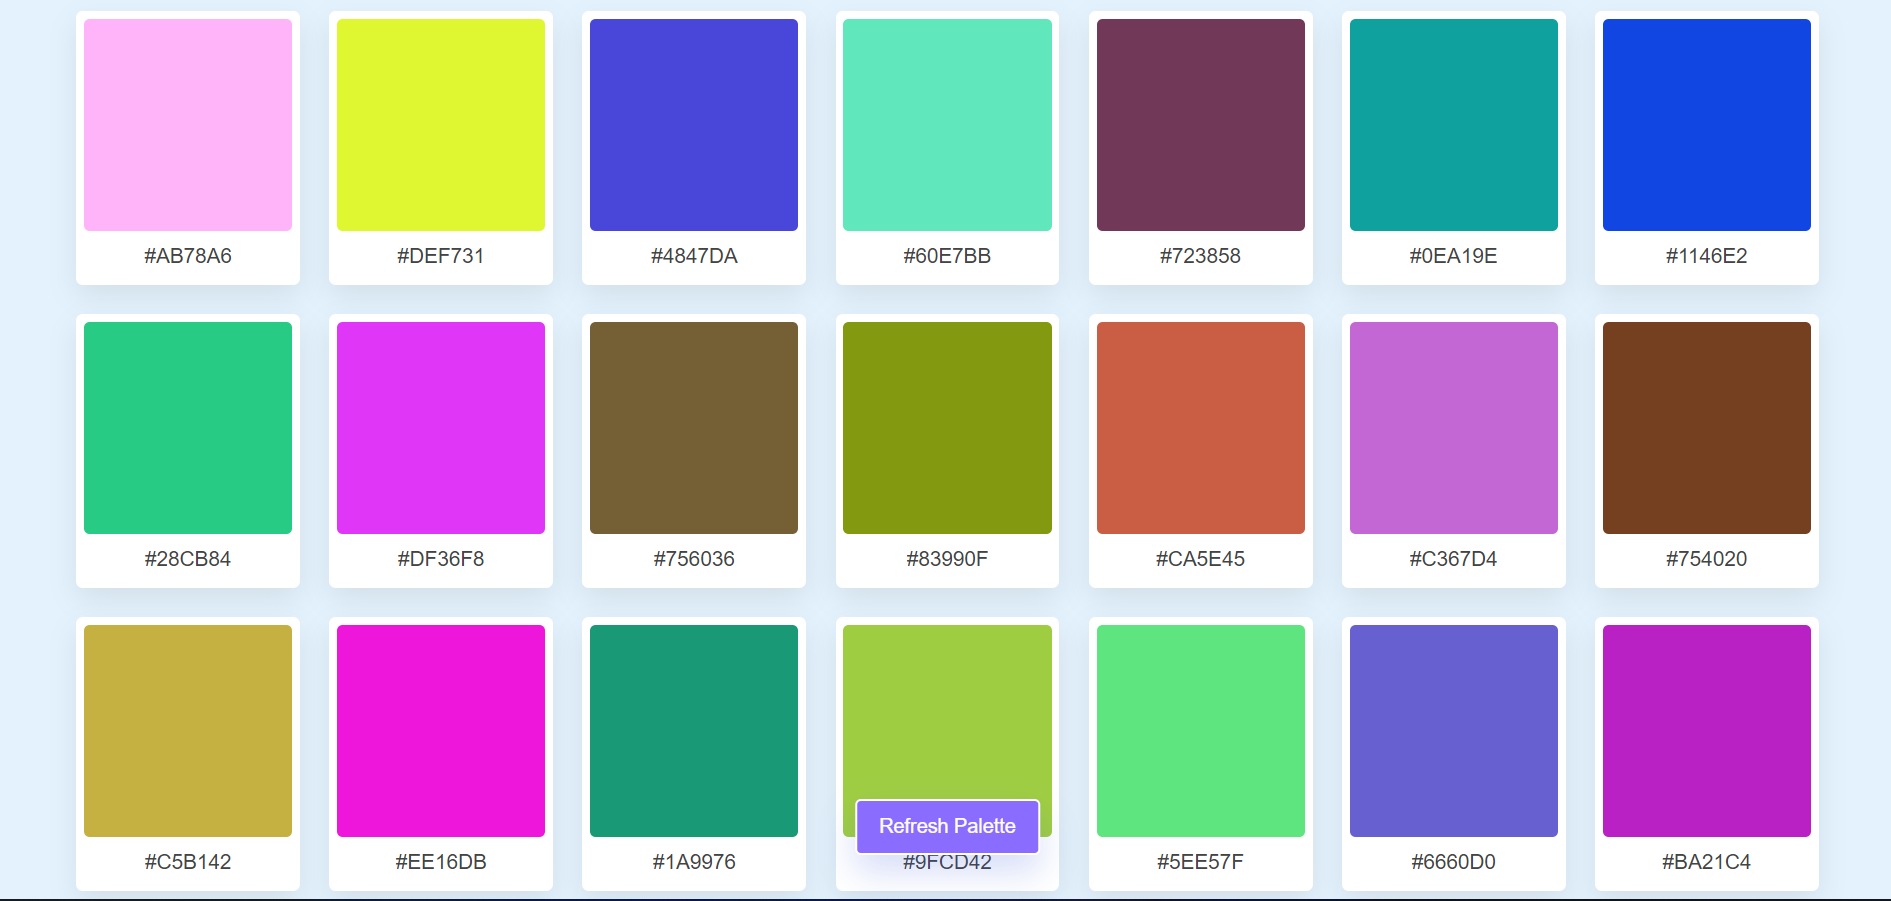 #AB78A6
#DEF731
#4847DA
#60E7BB
#723858
#0EA19E
#1146E2
#28CB84
#DF36F8
#756036
#83990F
#CA5E45
#C367D4
#754020
Refresh Palette
#C5B142
#EE16DB
#1A9976
#9FCD42
#5EE57F
#6660D0
#BA21C4